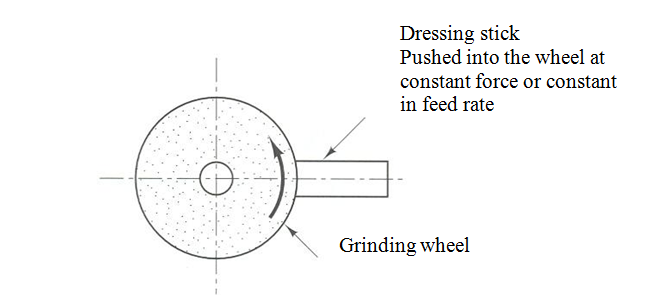 Dressing stick
Pushed into the wheel at
constant force or constant
in feed rate
Grinding wheel